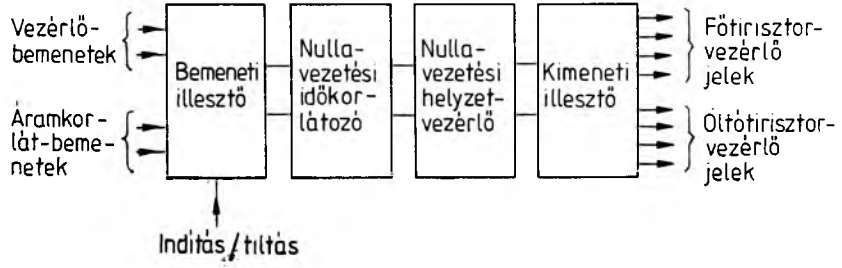 Vezérlő-
bemenetek
Áramkor-
lát-beme-
netek
Bemeneti
illesztő
Nulla-
vezetési
időkor-
látozó
Nulla-
vezetési
helyzet-
vezérlő
Kimeneti
illesztő
Főtirisztor-
vezérlő
jelek
Oltótirisztor-
vezérlő
jelek
Indítás/tiltás